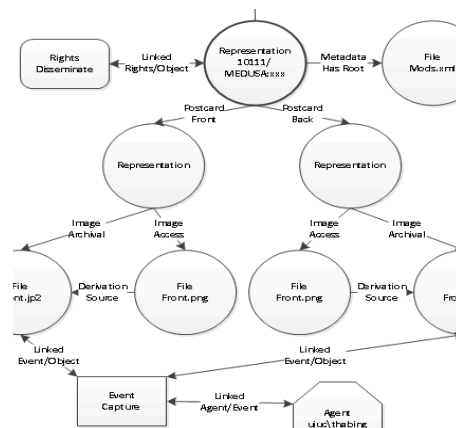 Rights
Disseminate
Linked
Rights/Object
Representation
10111/
MEDUSA:xxx
Metadata
Has Root
File
Mods.xml
Postcard
Front
Postcard
Back
Representation
Representation
Image
Archival
Image
Access
Image
Access
Image
Archival
File
ont.jp2
Derivation
Source
File
Front.png
File
Front.png
Derivation
Source
Fro
Linked
Event/Object
Linked
Event/Object
Event
Capture
Linked
Agent/Event
Agent
uiuc\thabing